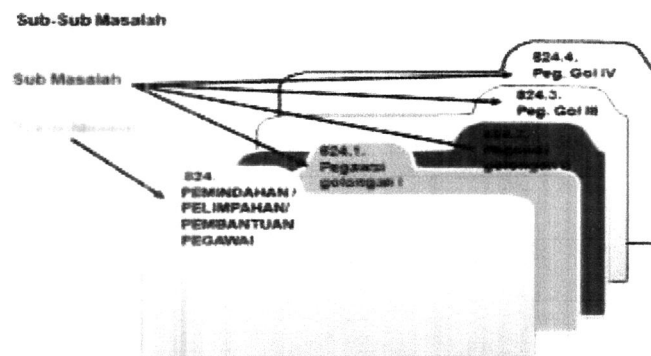 Sub-Sub Masalah
Sub Masalah
824.4.
Peg. Gol IV
824.3.
Peg. Gol III
824.1.
Pegawai
golongan I
824.
PEMINDAHAN /
PELIMPAHAN/
PEMBANTUAN
PEGAWAI